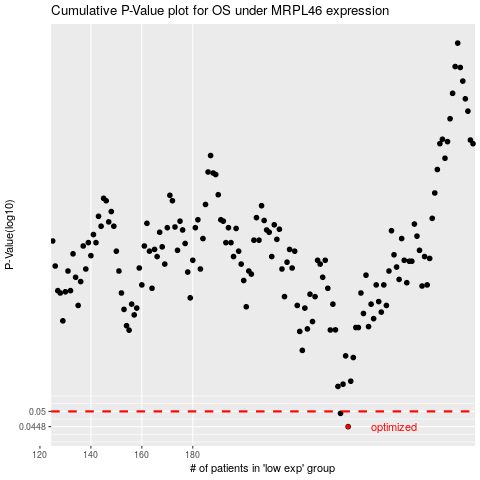 Cumulative P-Value plot for OS under MRPL46 expression
P-Value(log10)
0.05
0.0448
optimized
120 140 160 180
# of patients in 'low exp' group